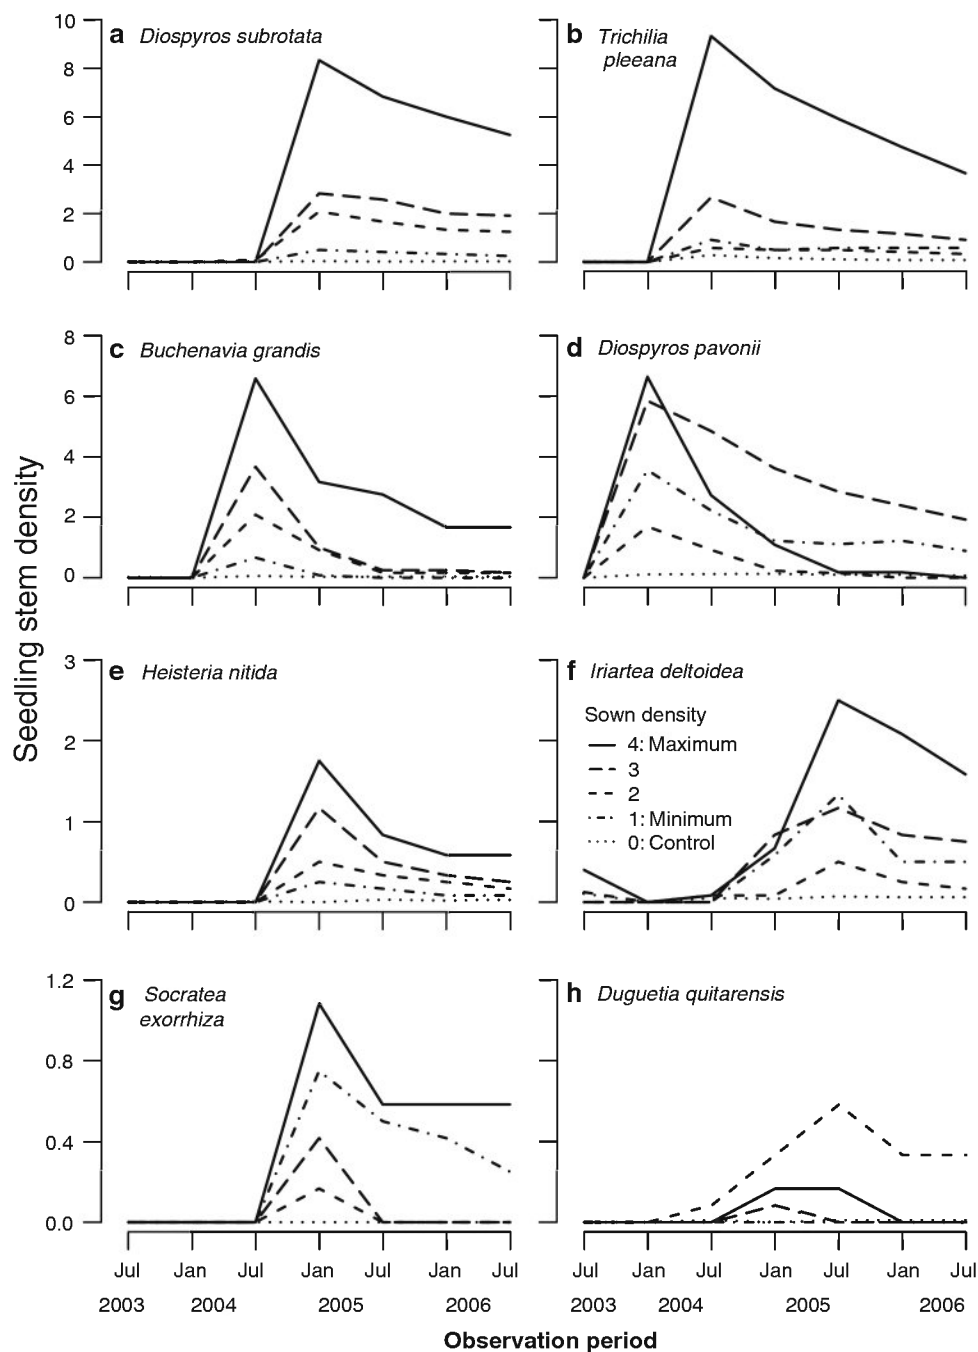 a Diospyros subrotata
b Trichilia
pleeana
10
8
6
4
2
0
c Buchenavia grandis
d Diospyros pavonii
8
6
4
2
0
Seedling stem density
e Heisteria nitida
f Iriartea deltoidea
3
2
1
0
Sown density
4: Maximum
3
2
1: Minimum
0: Control
g Socratea
exorrhiza
h Duguetia quitarensis
1.2
0.8
0.4
0.0
Jul Jan Jul Jan Jul Jan Jul Jul Jan Jul Jan Jul Jan Jul
2003 2004 2005 2006 2003 2004 2005 2006
Observation period